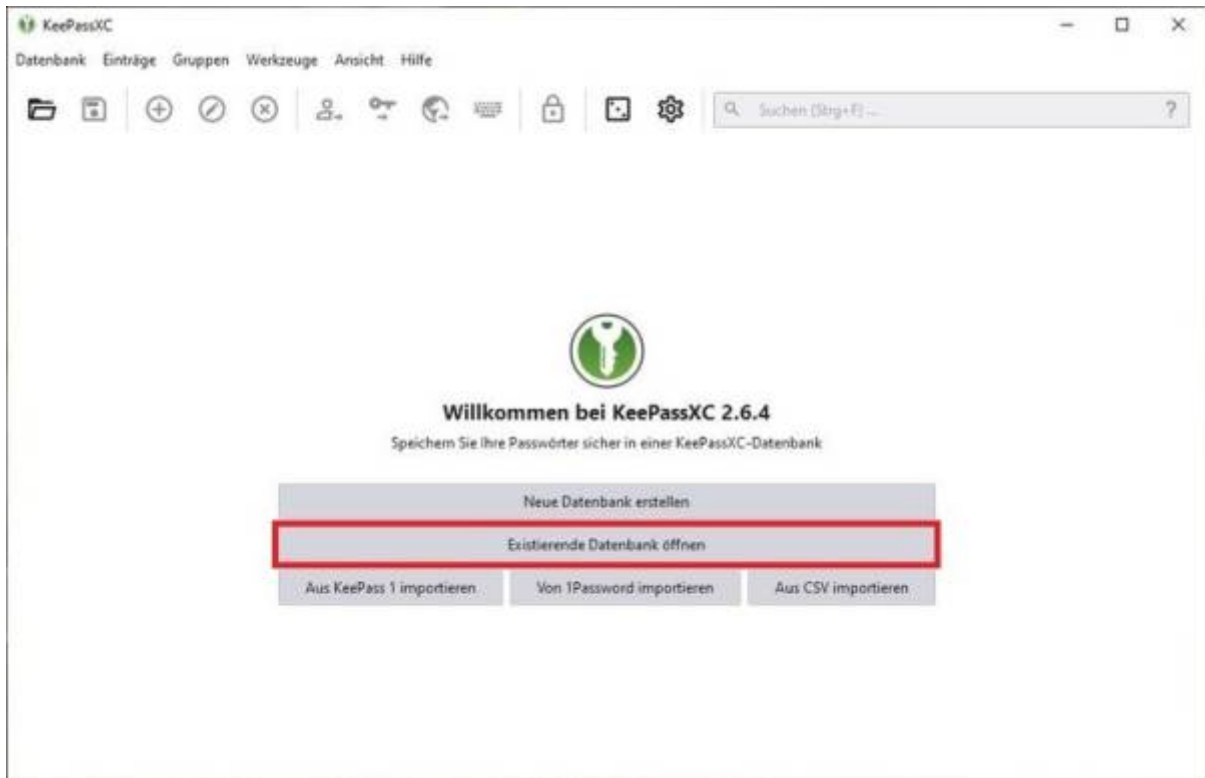 KeePassXC
Datenbank Einträge Gruppen Werkzeuge Ansicht Hilfe
Suchen (Strg+F) ... ?
Willkommen bei KeePassXC 2.6.4
Speichern Sie Ihre Passwörter sicher in einer KeePassXC-Datenbank
Neue Datenbank erstellen
Existierende Datenbank öffnen
Aus KeePass 1 importieren Von 1Password importieren Aus CSV importieren